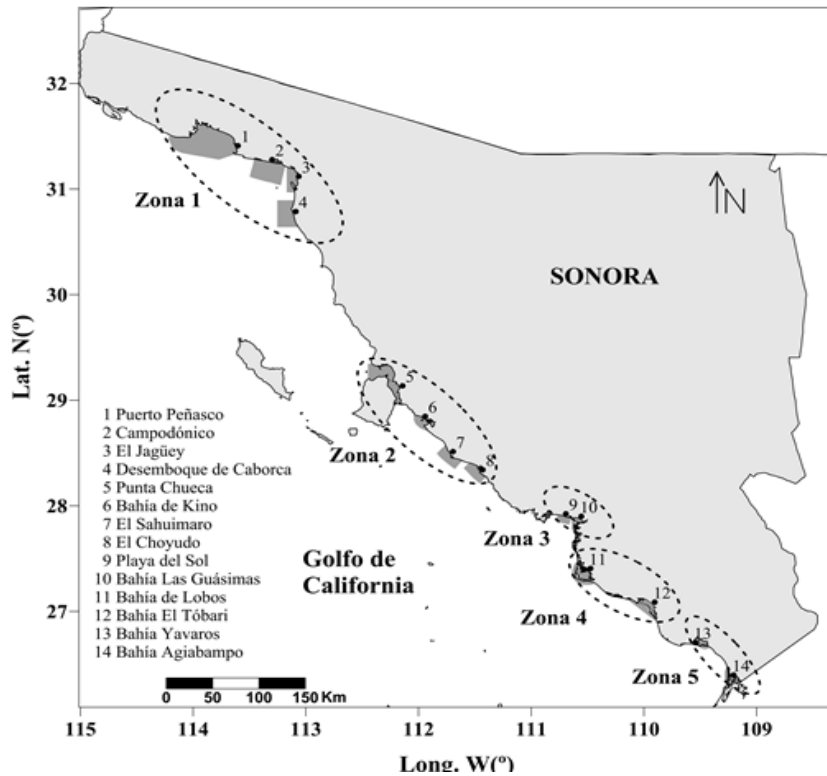 32
31
30
29
28
27
Lat. N(º)
1
2
3
4
Zona 1
N
SONORA
5
6
7
8
Zona 2
9
10
Zona 3
11
12
Zona 4
13
14
Zona 5
Golfo de
California
1 Puerto Peñasco
2 Campodónico
3 El Jagüey
4 Desemboque de Caborca
5 Punta Chueca
6 Bahía de Kino
7 El Sahuimaro
8 El Choyudo
9 Playa del Sol
10 Bahía Las Guásimas
11 Bahía de Lobos
12 Bahía El Tóbari
13 Bahía Yavaros
14 Bahía Agiabampo
0 50 100 150 Km
115 114 113 112 111 110 109
Long. W(º)